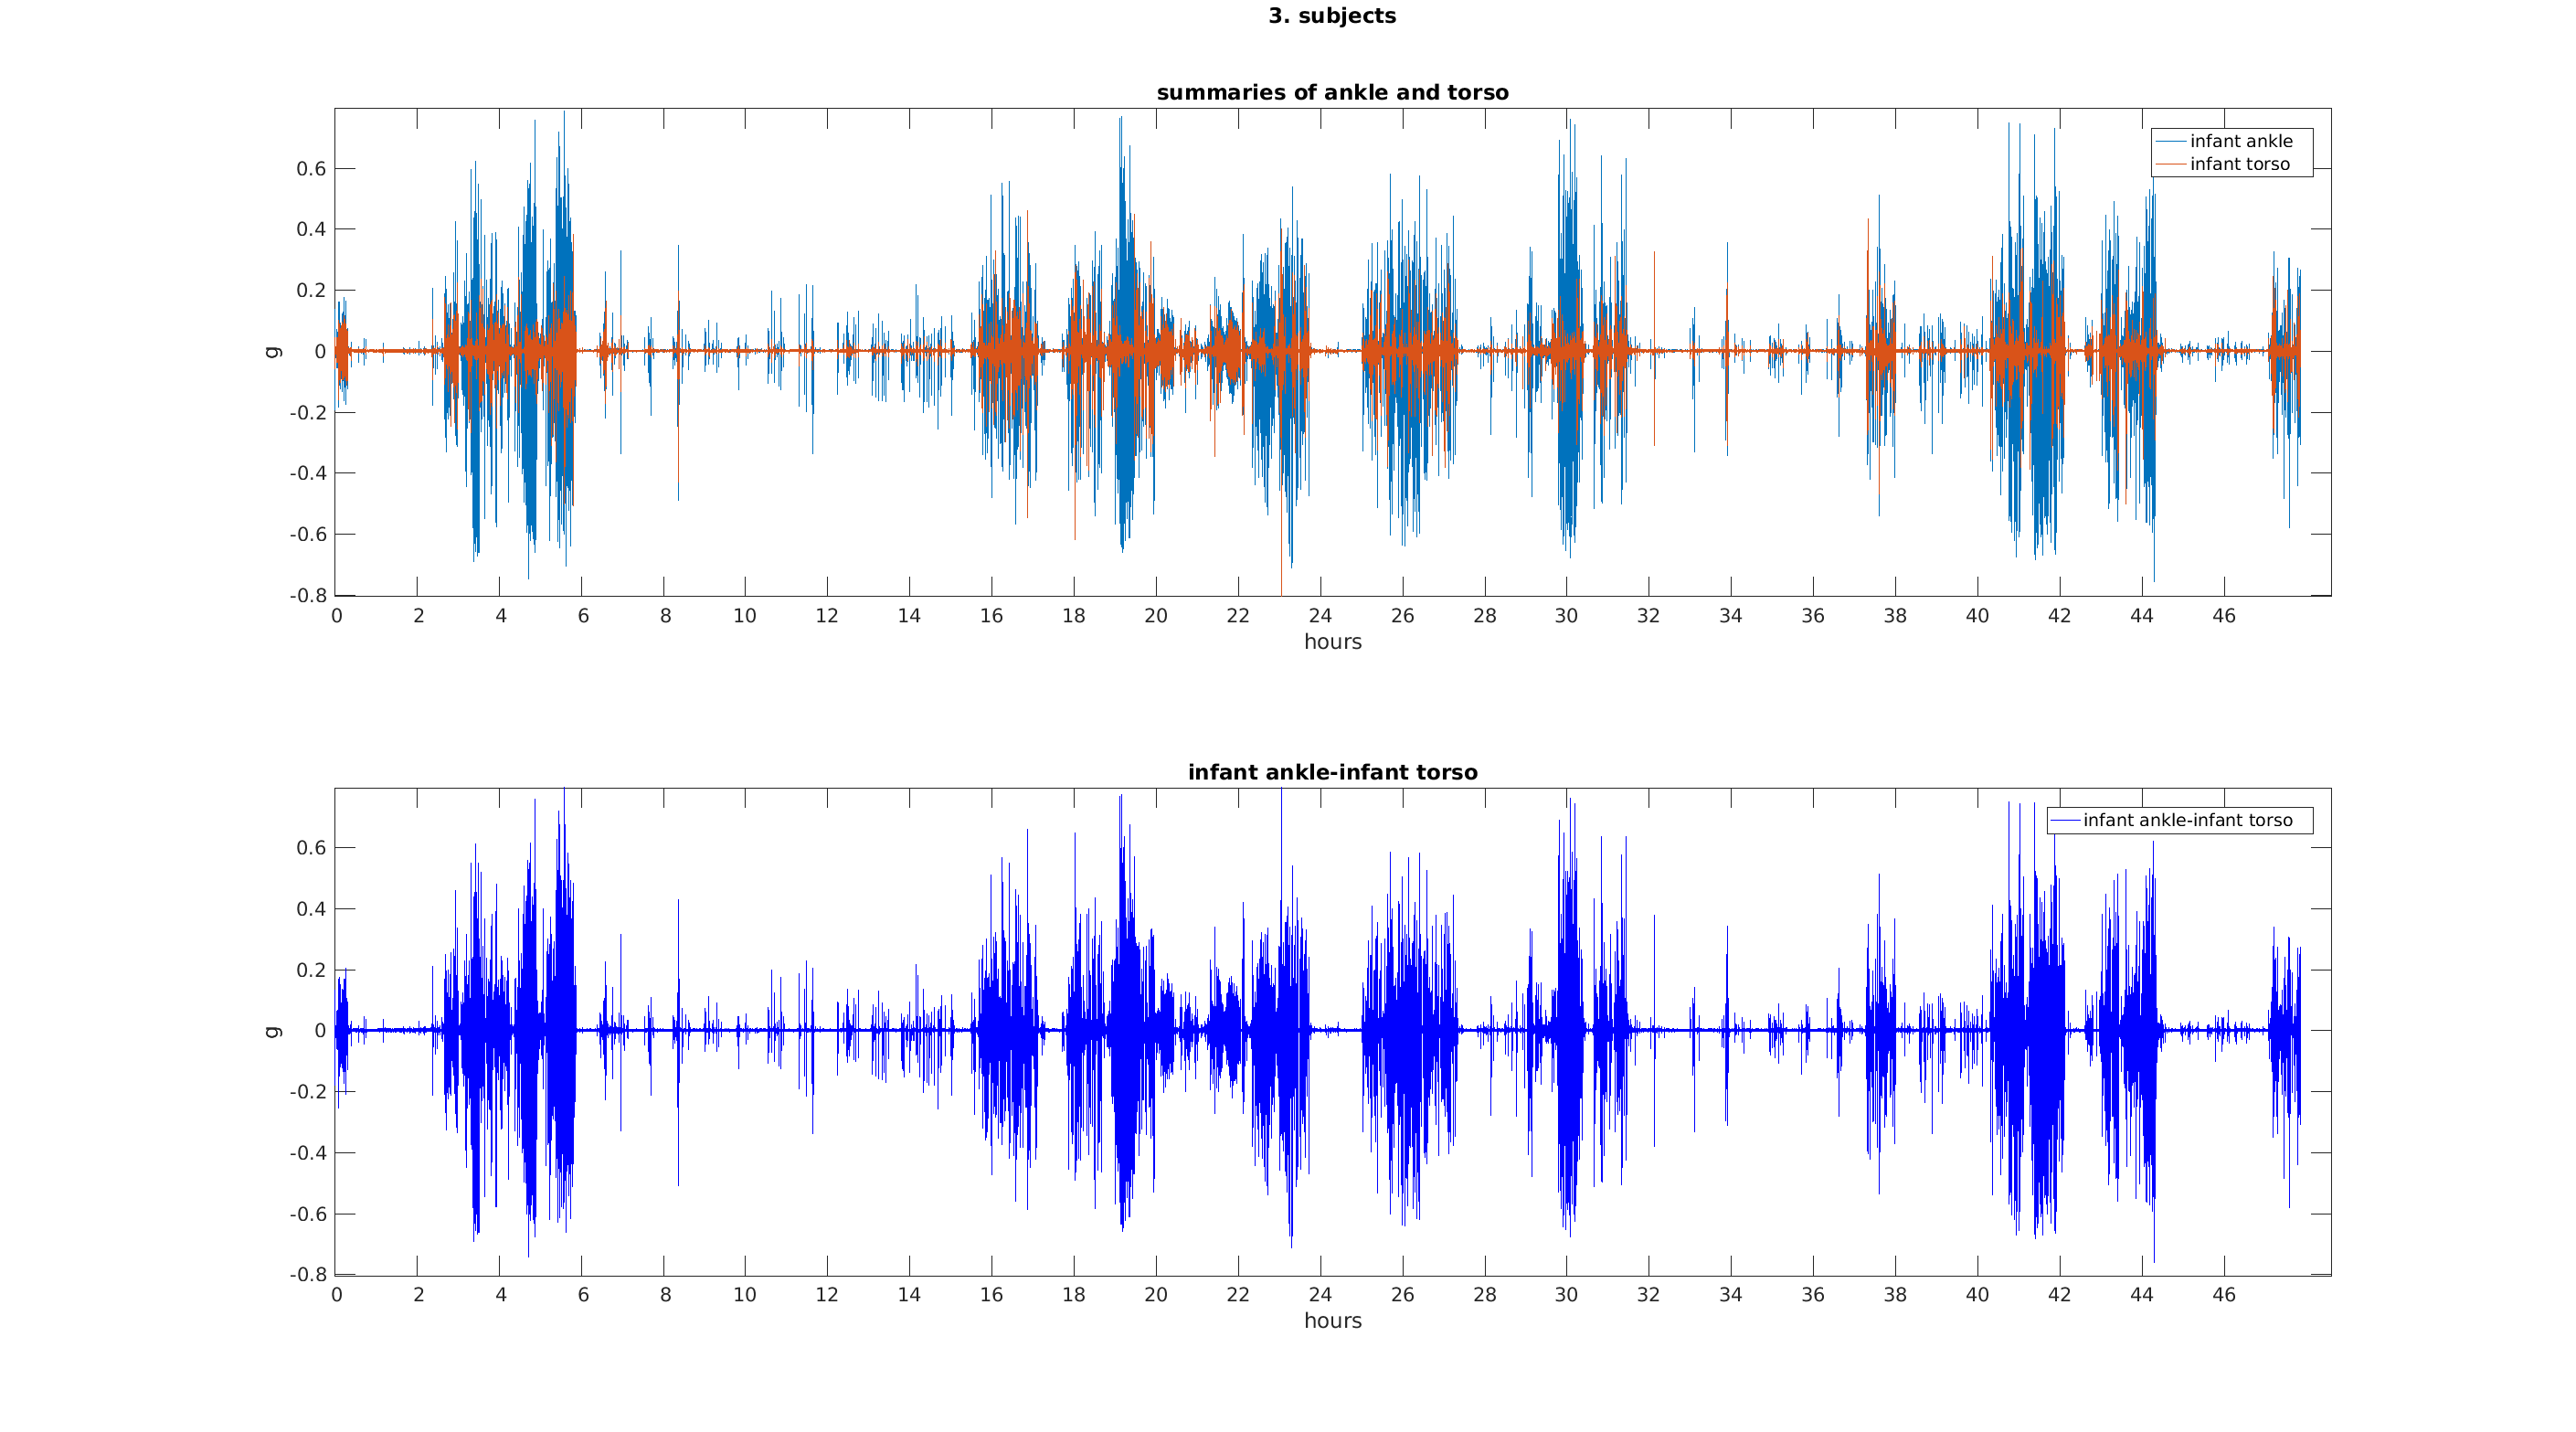 3. subjects
summaries of ankle and torso
infant ankle
infant torso
0.6
0.4
0.2
0
-0.2
-0.4
-0.6
-0.8
g
0 2 4 6 8 10 12 14 16 18 20 22 24 26 28 30 32 34 36 38 40 42 44 46
hours
infant ankle-infant torso
infant ankle-infant torso
0.6
0.4
0.2
0
-0.2
-0.4
-0.6
-0.8
g
0 2 4 6 8 10 12 14 16 18 20 22 24 26 28 30 32 34 36 38 40 42 44 46
hours